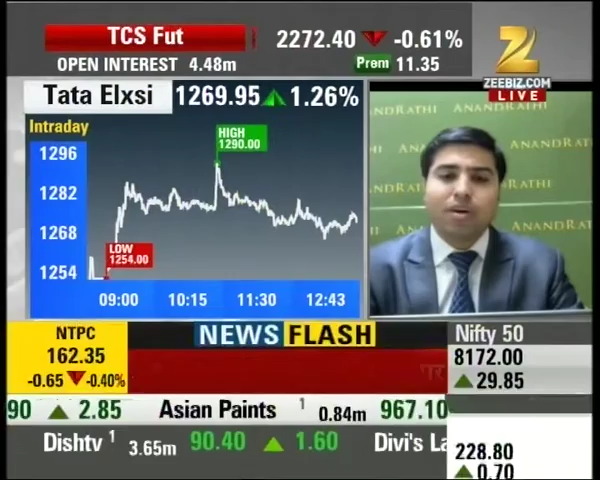 TCS Fut
2272.40 -0.61%
OPEN INTEREST 4.48m
Prem 11.35
ZEEBIZ.COM
LIVE
Tata Elxsi 1269.95 1.26%
Intraday
1296
1282
1268
1254
HIGH
1290.00
LOW
1254.00
09:00 10:15 11:30 12:43
ANANDRATHI ANANDRATHI
ANANDRATHI
ANANDRATHI
NTPC
162.35
-0.65 -0.40%
NEWS FLASH
Nifty 50
8172.00
29.85
90 2.85 Asian Paints 1 0.84m 967.10
Dishtv 1 3.65m 90.40 1.60 Divi's La
228.80
0.70